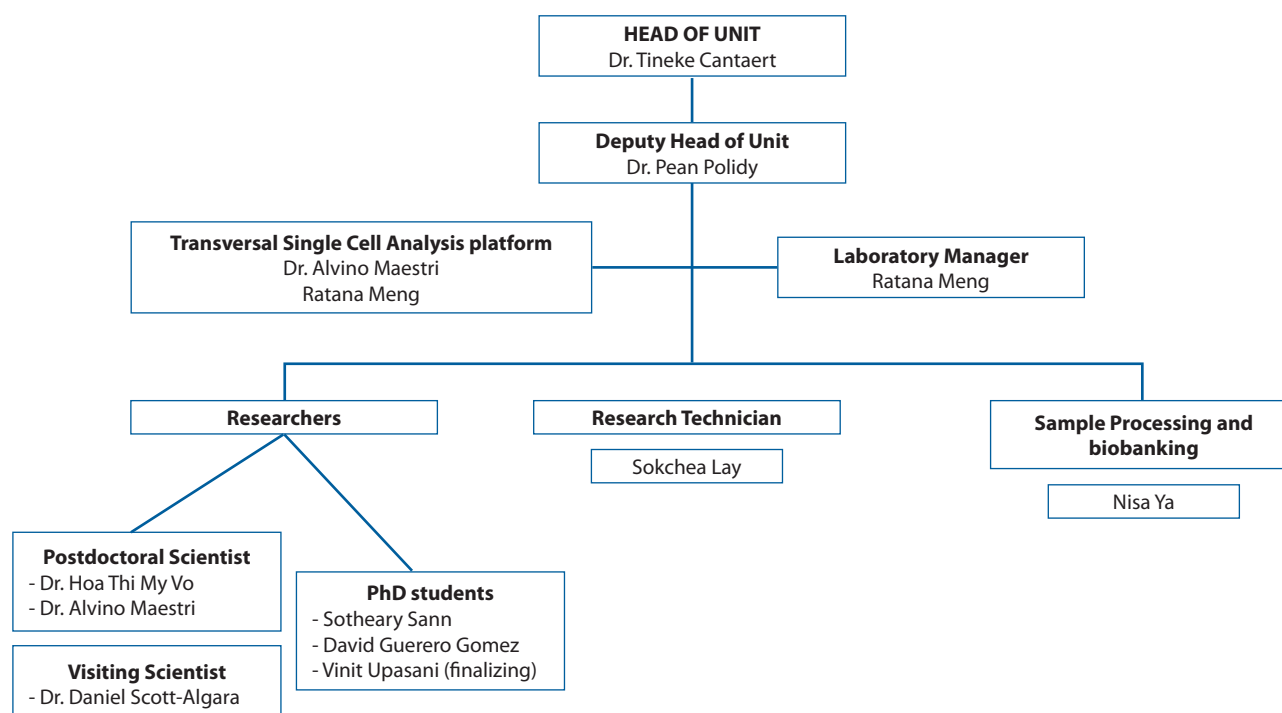 HEAD OF UNIT
Dr. Tineke Cantaert
Deputy Head of Unit
Dr. Pean Polidy
Transversal Single Cell Analysis platform
Dr. Alvino Maestri
Ratana Meng
Laboratory Manager
Ratana Meng
Researchers
Research Technician
Sokchea Lay
Sample Processing and
biobanking
Nisa Ya
Postdoctoral Scientist
- Dr. Hoa Thi My Vo
- Dr. Alvino Maestri
PhD students
- Sotheary Sann
- David Guerero Gomez
- Vinit Upasani (finalizing)
Visiting Scientist
- Dr. Daniel Scott-Algara